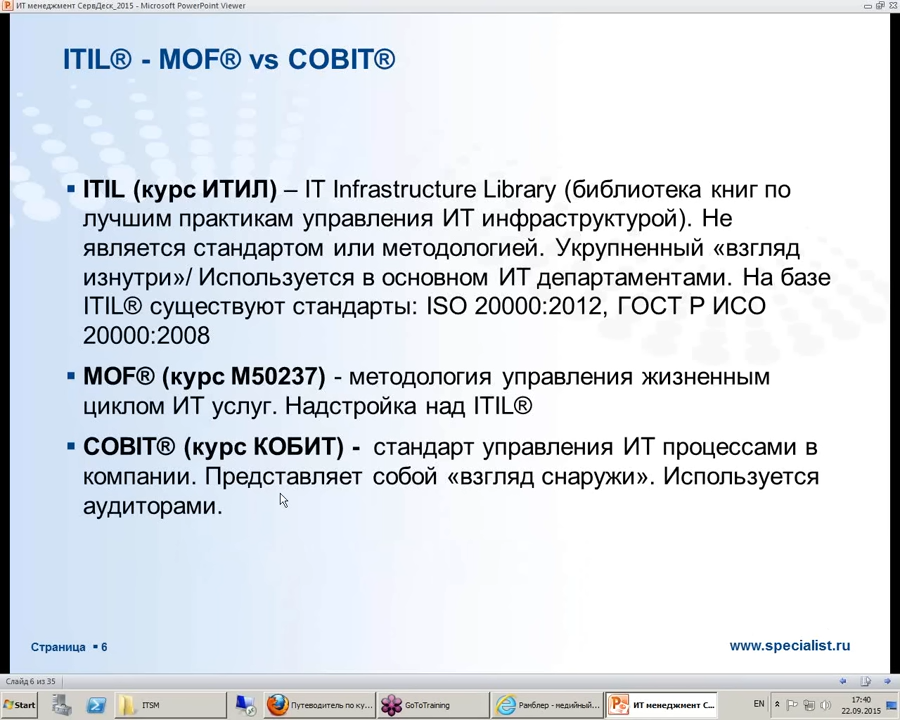 ИТ менеджмент СервДеск_2015 - Microsoft PowerPoint Viewer
ITIL® - MOF® vs COBIT®
▪ ITIL (курс ИТИЛ) – IT Infrastructure Library (библиотека книг по
лучшим практикам управления ИТ инфраструктурой). Не
является стандартом или методологией. Укрупненный «взгляд
изнутри»/ Используется в основном ИТ департаментами. На базе
ITIL® существуют стандарты: ISO 20000:2012, ГОСТ Р ИСО
20000:2008
▪ MOF® (курс М50237) - методология управления жизненным
циклом ИТ услуг. Надстройка над ITIL®
▪ COBIT® (курс КОБИТ) - стандарт управления ИТ процессами в
компании. Представляет собой «взгляд снаружи». Используется
аудиторами.
Страница ▪ 6
www.specialist.ru
Слайд 6 из 35
Start
ITSM
Путеводитель по ку...
GoToTraining
Рамблер - медийный...
ИТ менеджмент С...
EN
17:40
22.09.2015